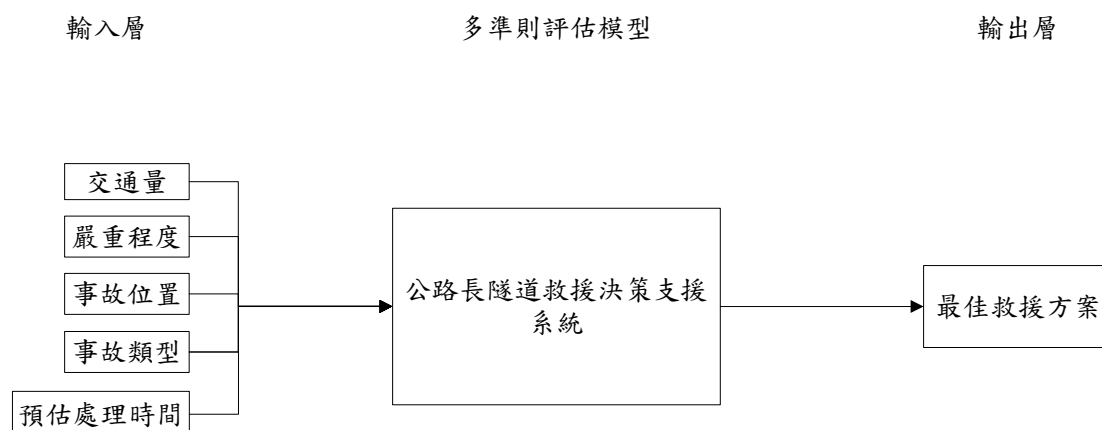 輸入層
多準則評估模型
輸出層
交通量
嚴重程度
事故位置
事故類型
預估處理時間
公路長隧道救援決策支援
系統
最佳救援方案